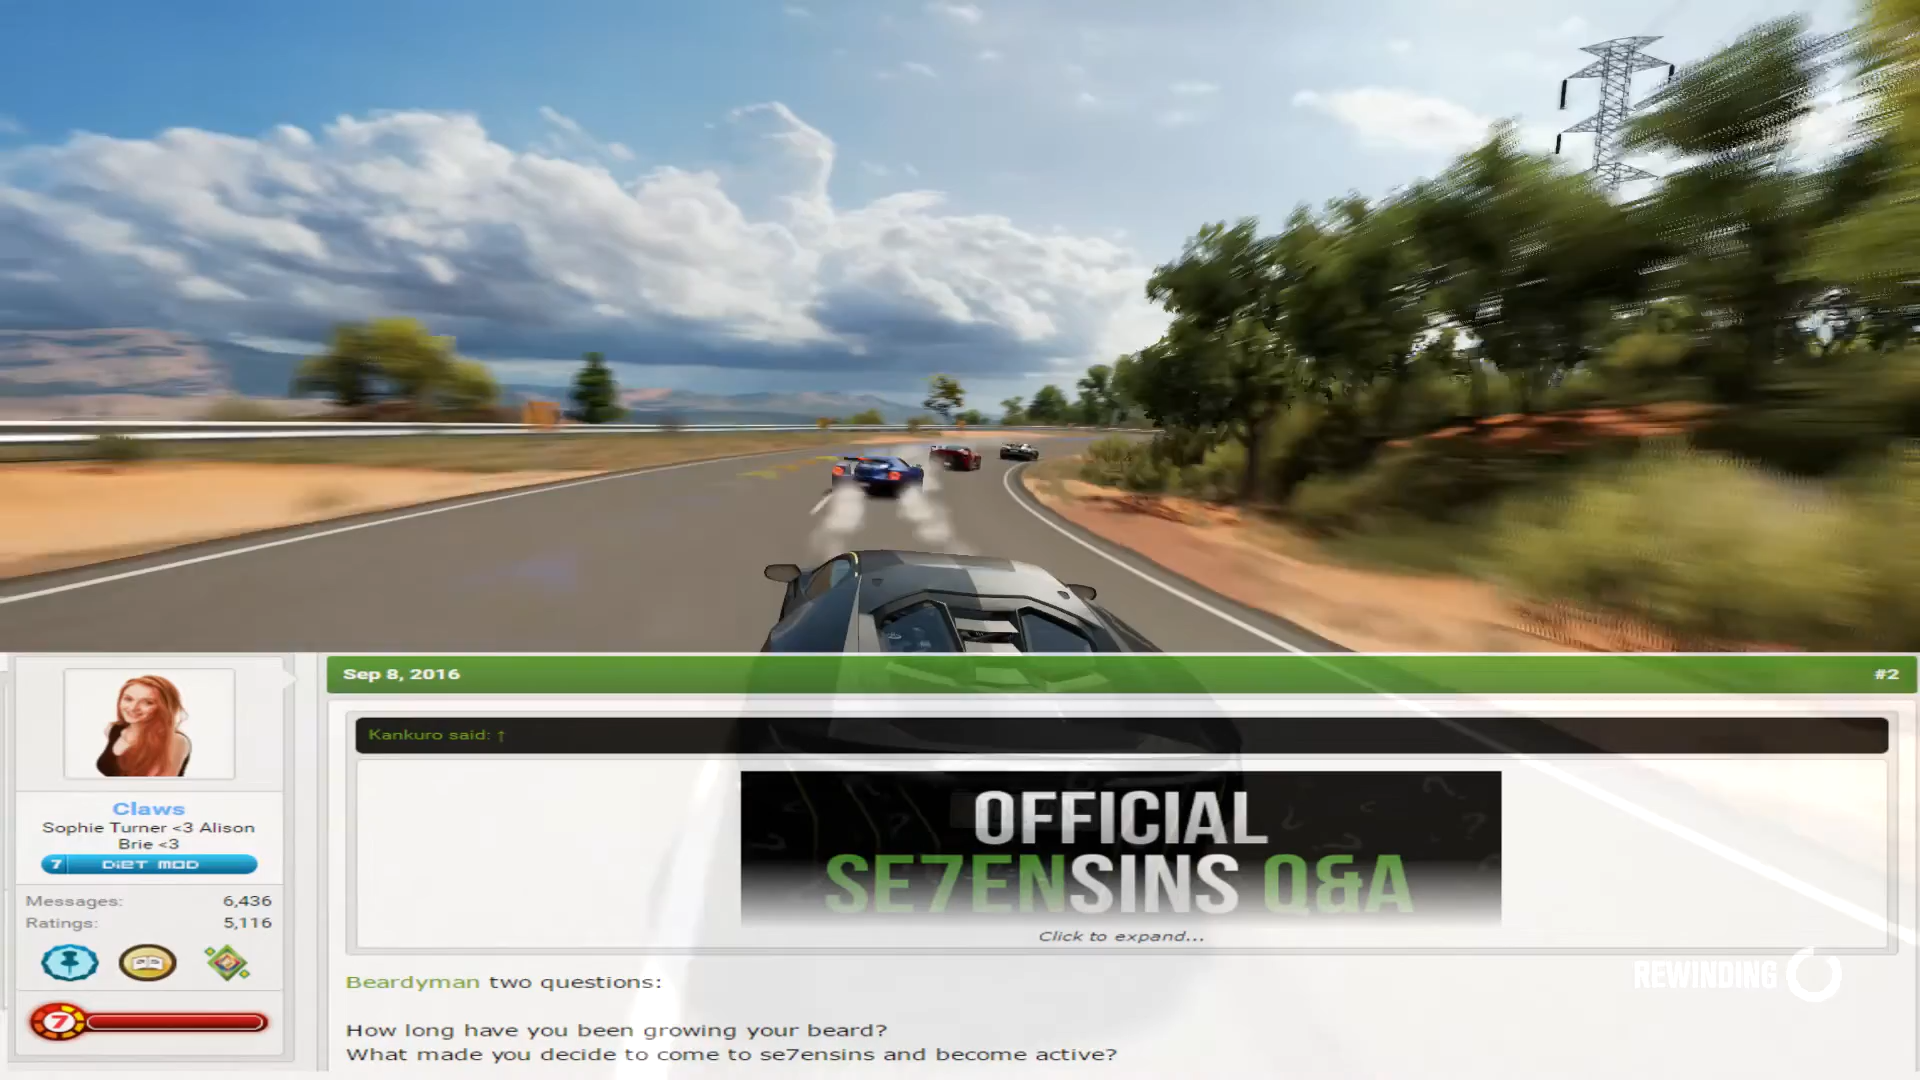 Sep 8, 2016
#2
Kankuro said: ↑
OFFICIAL
SE7ENSINS Q&A
Click to expand...
Claws
Sophie Turner <3 Alison
Brie <3
7 DIET MOD
Messages: 6,436
Ratings: 5,116
7
Beardyman two questions:
How long have you been growing your beard?
What made you decide to come to se7ensins and become active?
REWINDING